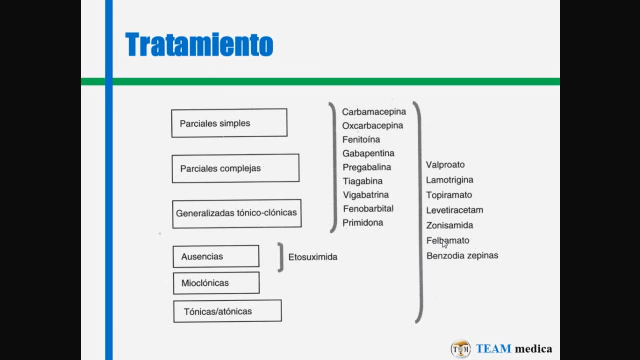 Tratamiento
Parciales simples
Parciales complejas
Generalizadas tónico-clónicas
Ausencias
Mioclónicas
Tónicas/atónicas
Etosuximida
Carbamacepina
Oxcarbacepina
Fenitoína
Gabapentina
Pregabalina
Tiagabina
Vigabatrina
Fenobarbital
Primidona
Valproato
Lamotrigina
Topiramato
Levetiracetam
Zonisamida
Felbamato
Benzodia zepinas
TEAM medica